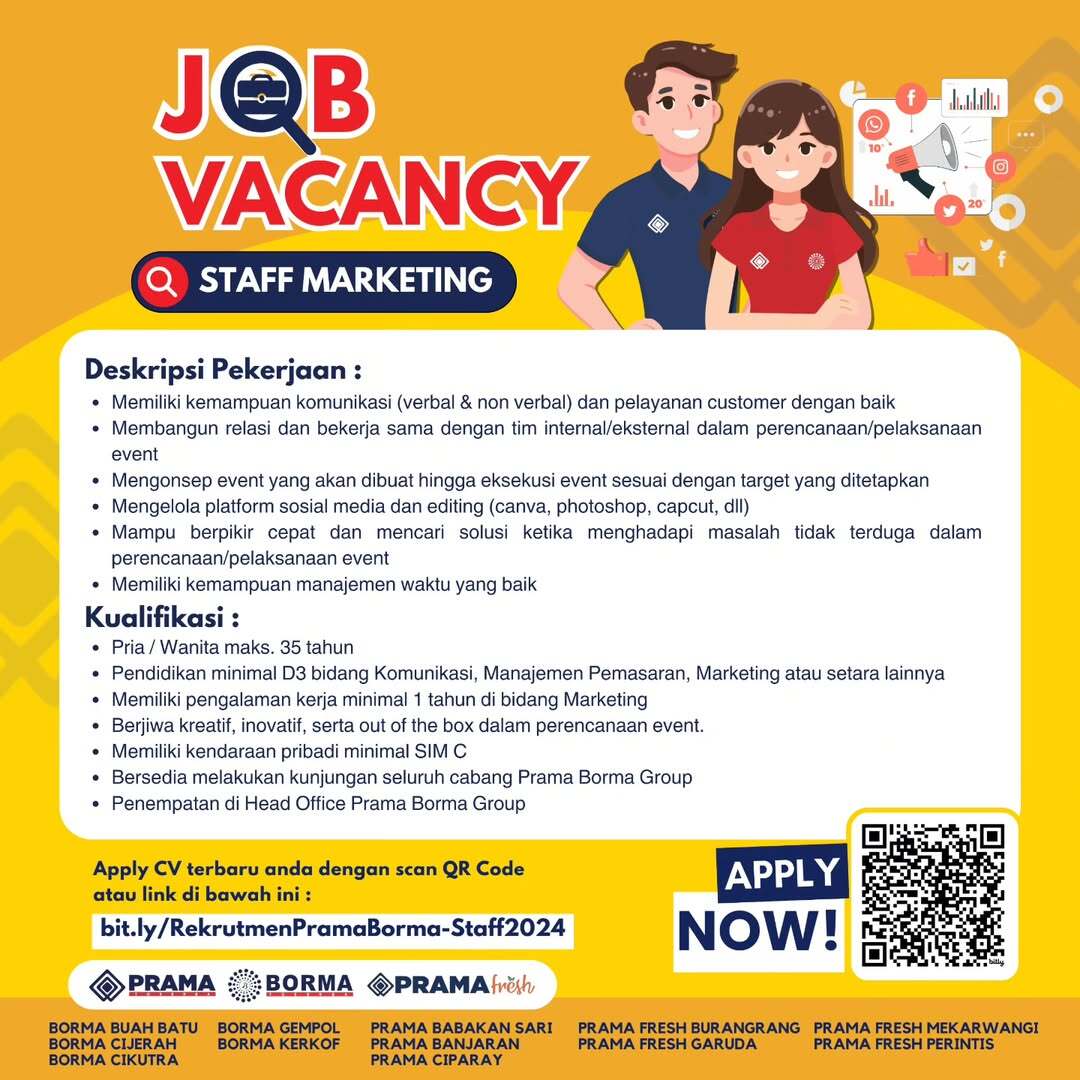 JOB
VACANCY
10%
20%
STAFF MARKETING
Deskripsi Pekerjaan :
• Memiliki kemampuan komunikasi (verbal & non verbal) dan pelayanan customer dengan baik
• Membangun relasi dan bekerja sama dengan tim internal/eksternal dalam perencanaan/pelaksanaan
event
• Mengonsep event yang akan dibuat hingga eksekusi event sesuai dengan target yang ditetapkan
• Mengelola platform sosial media dan editing (canva, photoshop, capcut, dll)
• Mampu berpikir cepat dan mencari solusi ketika menghadapi masalah tidak terduga dalam
perencanaan/pelaksanaan event
• Memiliki kemampuan manajemen waktu yang baik
Kualifikasi :
• Pria / Wanita maks. 35 tahun
• Pendidikan minimal D3 bidang Komunikasi, Manajemen Pemasaran, Marketing atau setara lainnya
• Memiliki pengalaman kerja minimal 1 tahun di bidang Marketing
• Berjiwa kreatif, inovatif, serta out of the box dalam perencanaan event.
• Memiliki kendaraan pribadi minimal SIM C
• Bersedia melakukan kunjungan seluruh cabang Prama Borma Group
• Penempatan di Head Office Prama Borma Group
Apply CV terbaru anda dengan scan QR Code
atau link di bawah ini :
bit.ly/RekrutmenPramaBorma-Staff2024
APPLY
NOW!
bitly
PRAMA BORMA PRAMA fresh
BORMA BUAH BATU BORMA GEMPOL PRAMA BABAKAN SARI PRAMA FRESH BURANGRANG PRAMA FRESH MEKARWANGI
BORMA CIJERAH BORMA KERKOF PRAMA BANJARAN PRAMA FRESH GARUDA PRAMA FRESH PERINTIS
BORMA CIKUTRA PRAMA CIPARAY